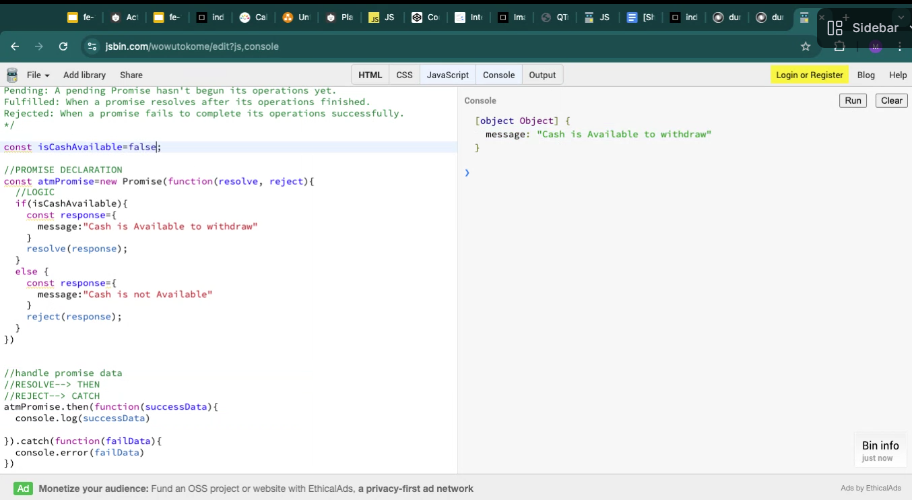 fe-
Act
fe-
ind
Cal
Un
Pla
JS JS
Co
Int
Ima
QTi
JS
[St
ind
du
du
Sidebar
jsbin.com/wowutokome/edit?js,console
File
Add library
Share
HTML
CSS
JavaScript
Console
Output
Login or Register
Blog
Help
Pending: A pending Promise hasn't begun its operations yet.
Fulfilled: When a promise resolves after its operations finished.
Rejected: When a promise fails to complete its operations successfully.
*/
const isCashAvailable=false;
//PROMISE DECLARATION
const atmPromise=new Promise(function(resolve, reject){
//LOGIC
if(isCashAvailable){
const response={
message:"Cash is Available to withdraw"
}
resolve(response);
}
else {
const response={
message:"Cash is not Available"
}
reject(response);
}
})
//handle promise data
//RESOLVE--> THEN
//REJECT--> CATCH
atmPromise.then(function(successData){
console.log(successData)
}).catch(function(failData){
console.error(failData)
})
Console
Run
Clear
[object Object] {
message: "Cash is Available to withdraw"
}
Bin info
just now
Ad Monetize your audience: Fund an OSS project or website with EthicalAds, a privacy-first ad network
Ads by EthicalAds